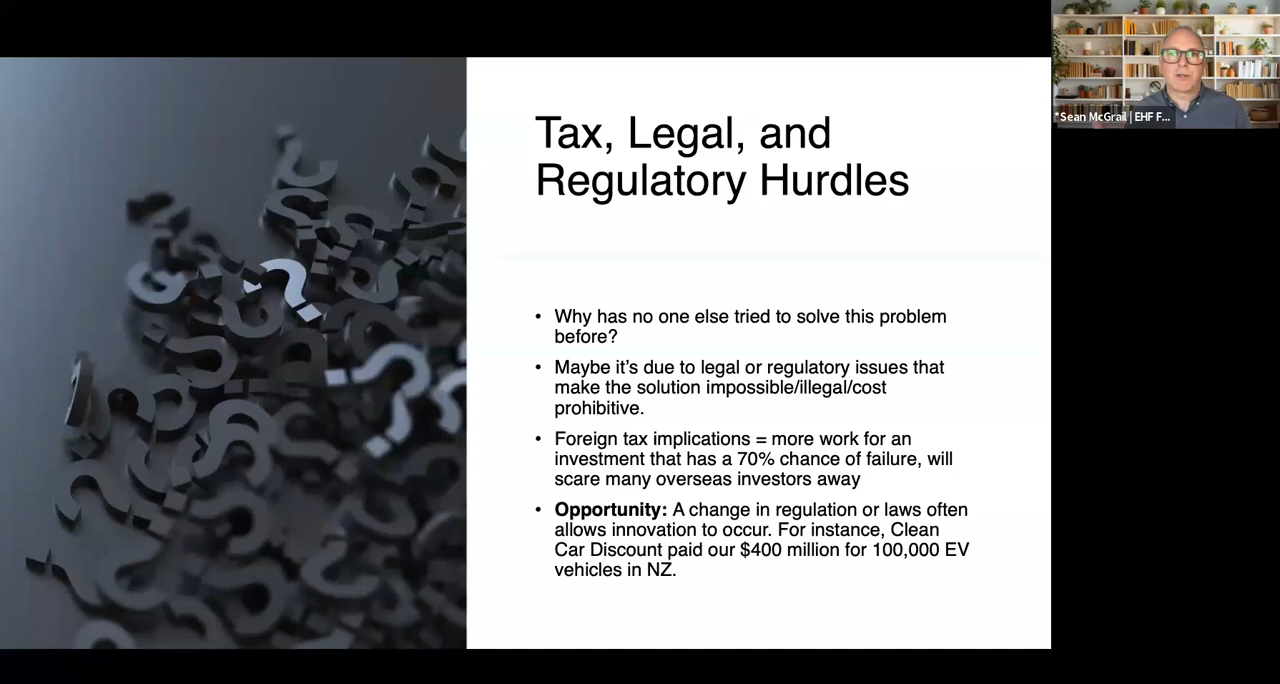 Tax, Legal, and
Regulatory Hurdles
• Why has no one else tried to solve this problem
before?
• Maybe it’s due to legal or regulatory issues that
make the solution impossible/illegal/cost
prohibitive.
• Foreign tax implications = more work for an
investment that has a 70% chance of failure, will
scare many overseas investors away
• Opportunity: A change in regulation or laws often
allows innovation to occur. For instance, Clean
Car Discount paid our $400 million for 100,000 EV
vehicles in NZ.
*Sean McGrail | EHF F...